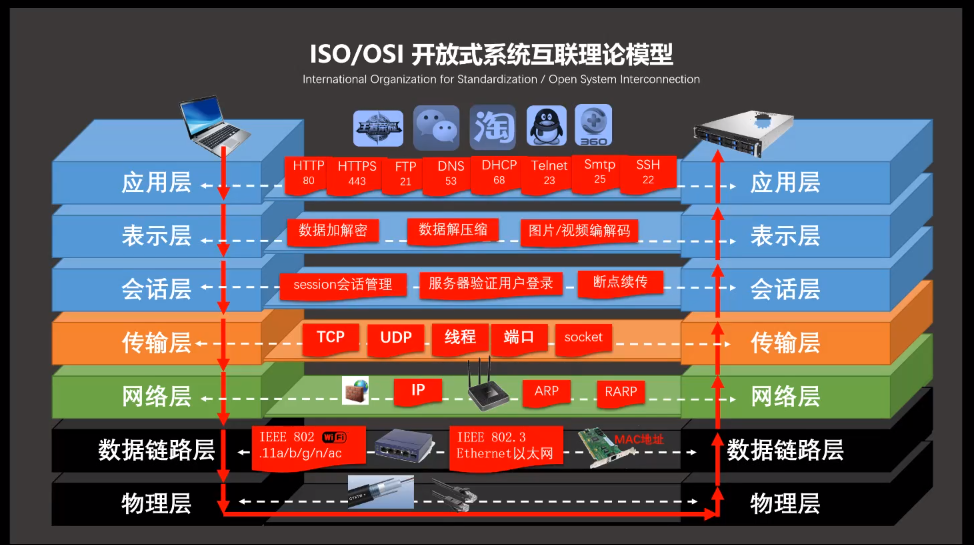 ISO/OSI 开放式系统互联理论模型
International Organization for Standardization / Open System Interconnection
王者荣耀
淘
360
应用层
HTTP
80
HTTPS
443
FTP
21
DNS
53
DHCP
68
Telnet
23
Smtp
25
SSH
22
应用层
表示层
数据加解密
数据解压缩
图片/视频编解码
表示层
会话层
session会话管理
服务器验证用户登录
断点续传
会话层
传输层
TCP
UDP
线程
端口
socket
传输层
网络层
IP
ARP
RARP
网络层
数据链路层
IEEE 802 WiFi
.11a/b/g/n/ac
IEEE 802.3
Ethernet以太网
MAC地址
数据链路层
物理层
物理层